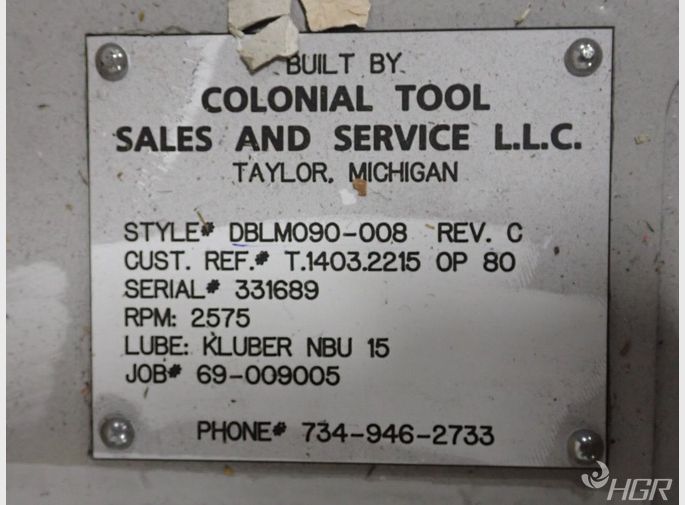 BUILT BY
COLONIAL TOOL
SALES AND SERVICE L.L.C.
TAYLOR, MICHIGAN
STYLE# DBLM090-008 REV. C
CUST. REF.# T.1403.2215 OP 80
SERIAL# 331689
RPM: 2575
LUBE: KLUBER NBU 15
JOB# 69-009005
PHONE# 734-946-2733
HGR